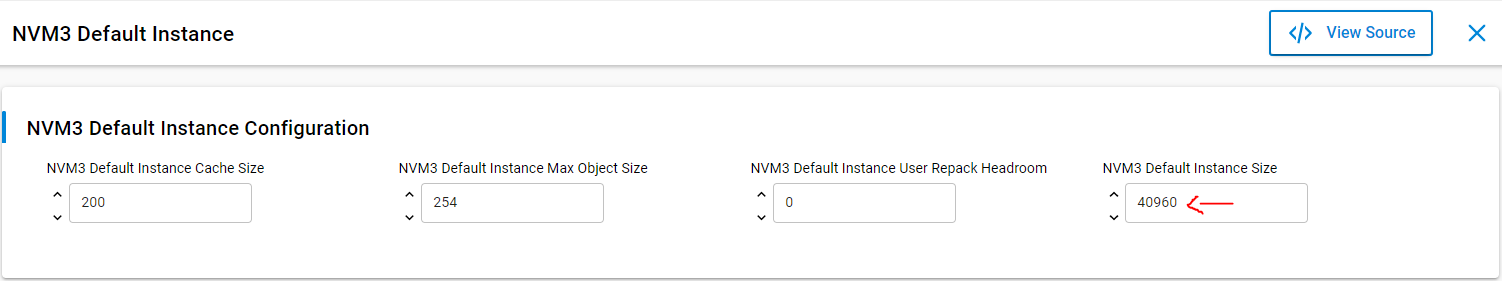 NVM3 Default Instance
</> View Source
NVM3 Default Instance Configuration
NVM3 Default Instance Cache Size
NVM3 Default Instance Max Object Size
NVM3 Default Instance User Repack Headroom
NVM3 Default Instance Size
200
254
0
40960